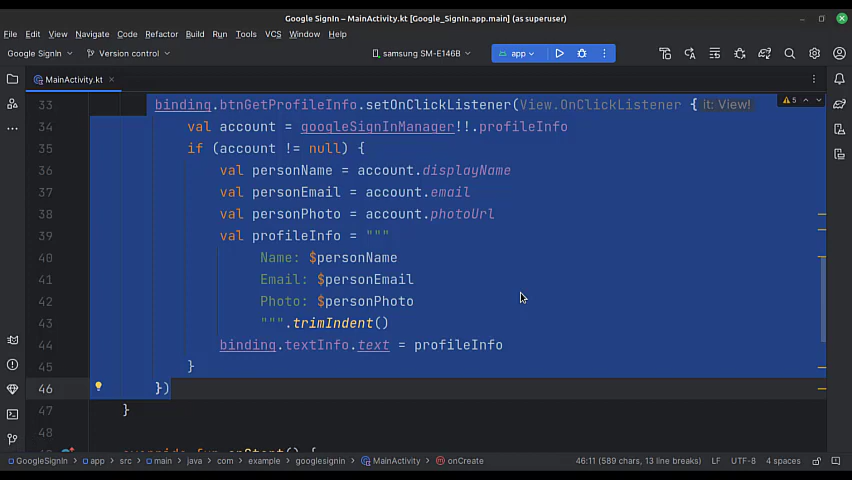 Google SignIn – MainActivity.kt [Google_SignIn.app.main] (as superuser)
File Edit View Navigate Code Refactor Build Run Tools VCS Window Help
Google SignIn Version control samsung SM-E146B app
MainActivity.kt
33 binding.btnGetProfileInfo.setOnClickListener(View.OnClickListener { it: View! 5
34 val account = googleSignInManager!!.profileInfo
35 if (account != null) {
36 val personName = account.displayName
37 val personEmail = account.email
38 val personPhoto = account.photoUrl
39 val profileInfo = """
40 Name: $personName
41 Email: $personEmail
42 Photo: $personPhoto
43 """.trimIndent()
44 binding.textInfo.text = profileInfo
45 }
46 })
47 }
48
GoogleSignIn app src main java com example googlesignin MainActivity onCreate 46:11 (589 chars, 13 line breaks) LF UTF-8 4 spaces